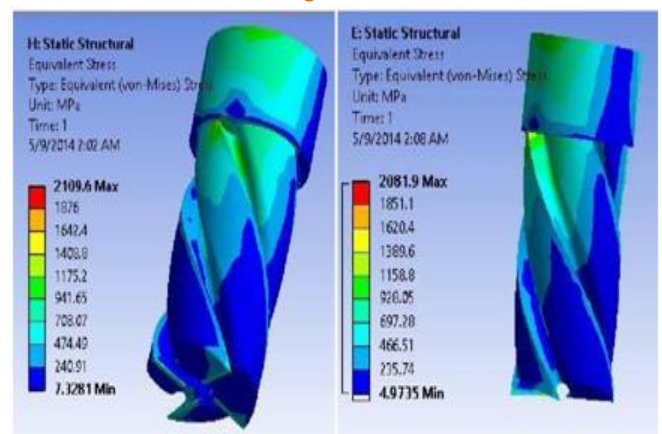 H: Static Structural
Equivalent Stress
Type: Equivalent (von-Mises) Stress
Unit: MPa
Time: 1
5/9/2014 2:02 AM
2109.6 Max
1876
1642.4
1408.8
1175.2
941.65
708.07
474.49
240.91
7.3281 Min
E: Static Structural
Equivalent Stress
Type: Equivalent (von-Mises) Stress
Unit: MPa
Time: 1
5/9/2014 2:08 AM
2081.9 Max
1851.1
1620.4
1389.6
1158.8
928.05
697.28
466.51
235.74
4.9735 Min